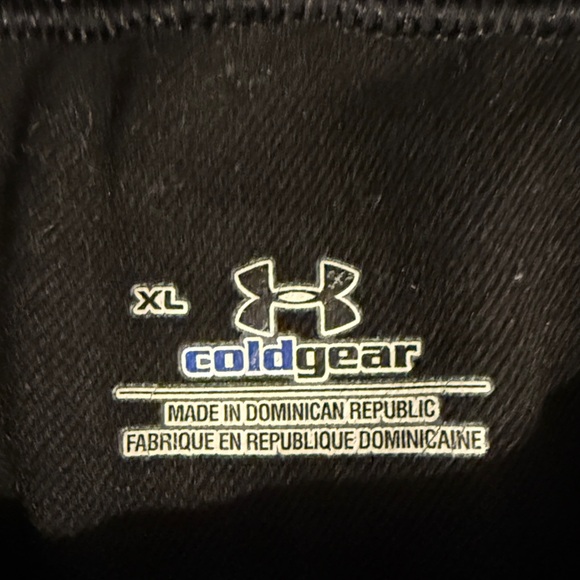 XL
coldgear
MADE IN DOMINICAN REPUBLIC
FABRIQUE EN REPUBLIQUE DOMINICAINE